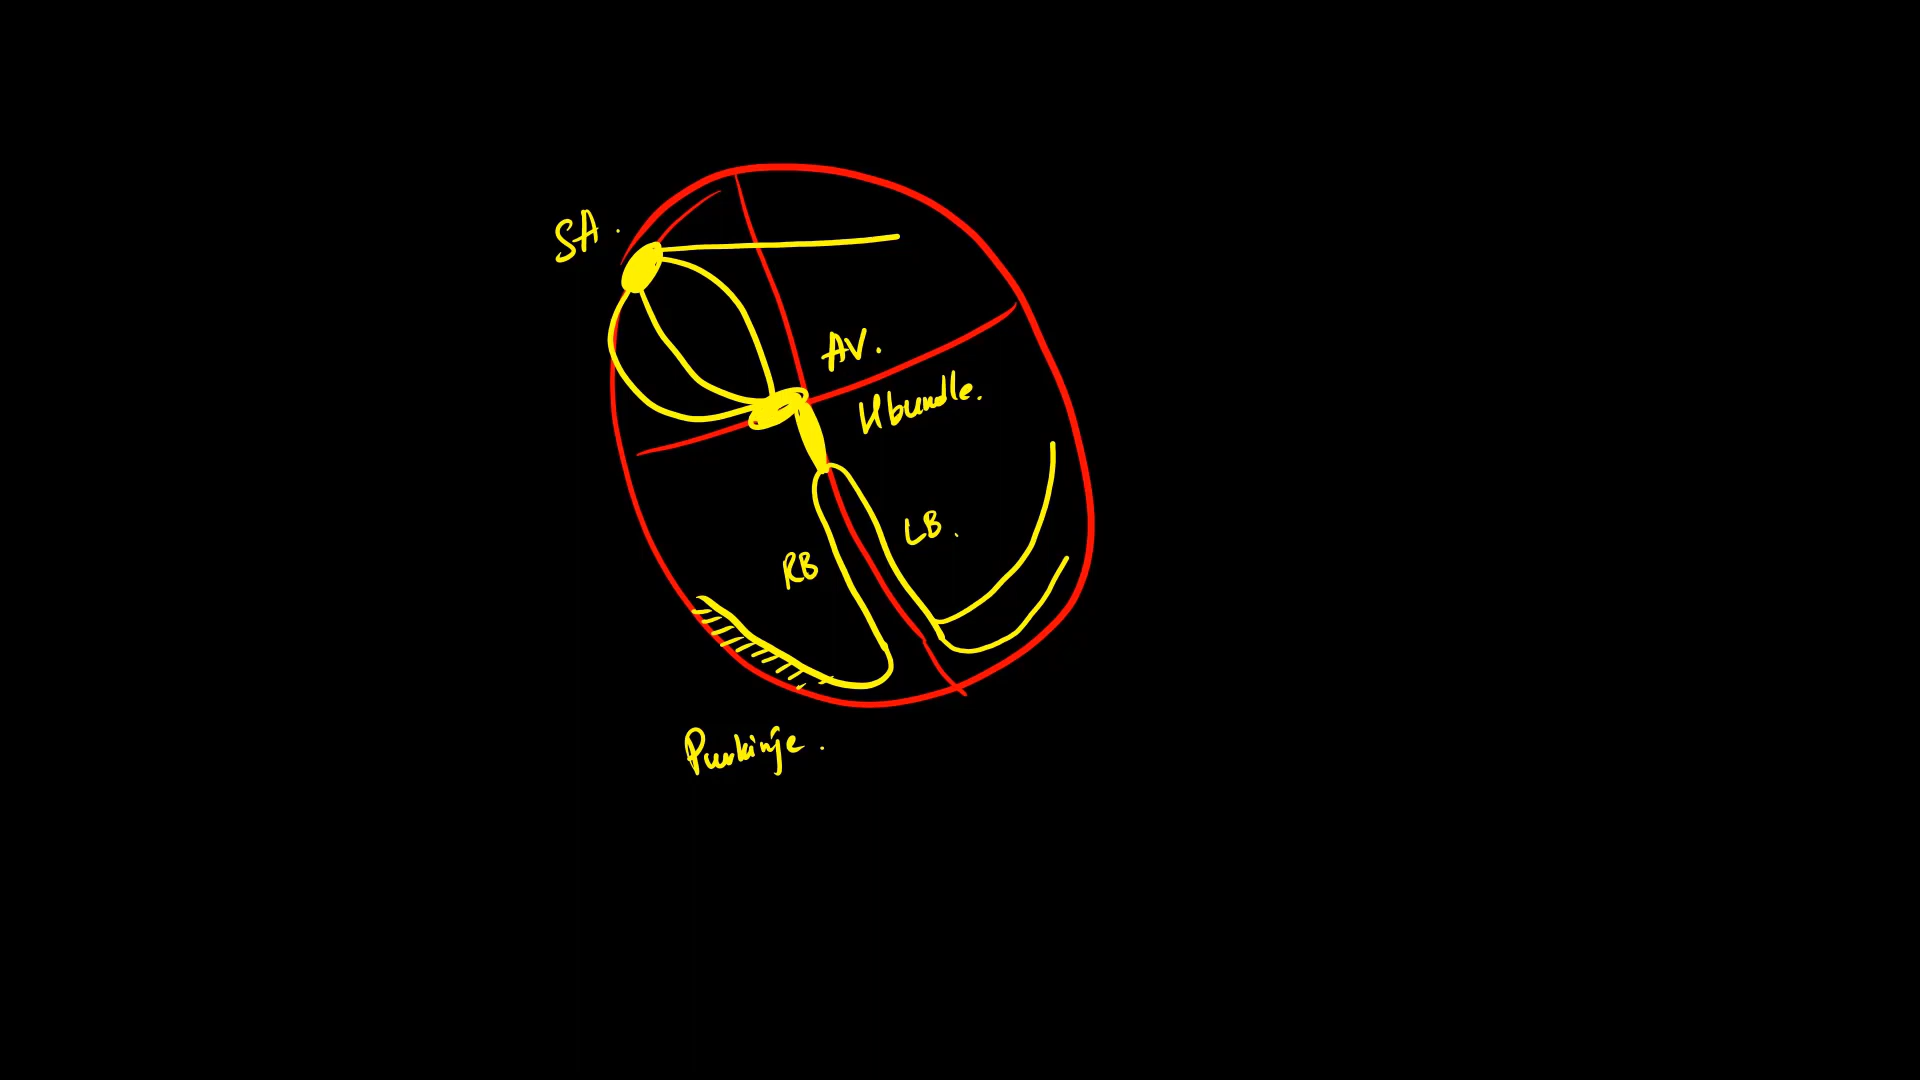 SA.
AV.
H bundle.
LB.
RB
Purkinje.